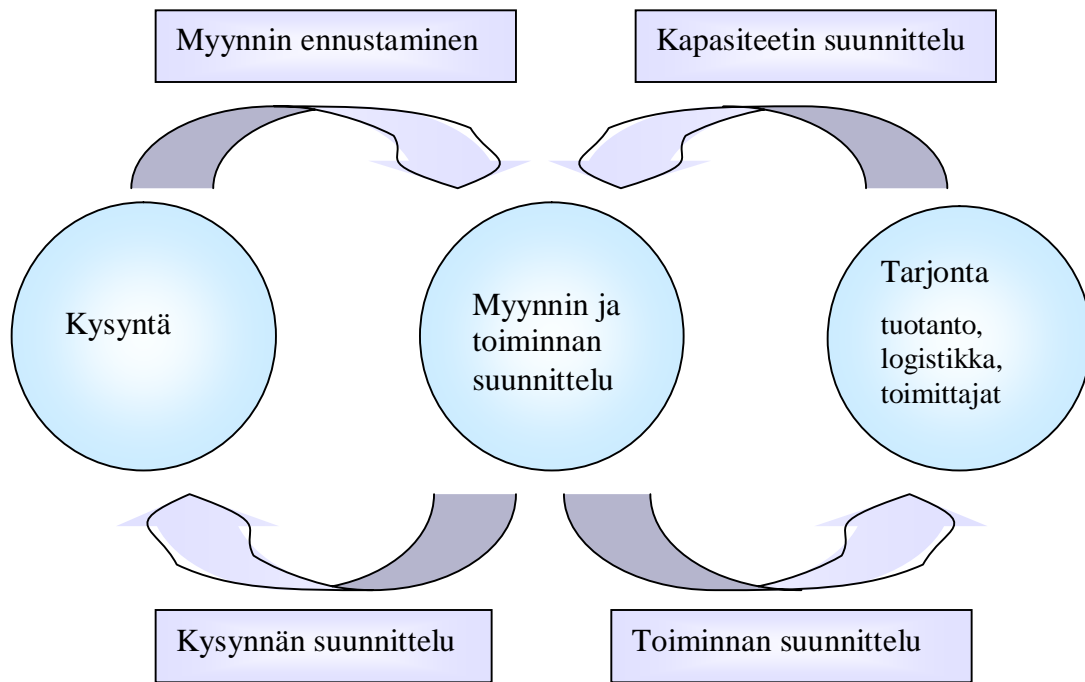 Myynnin ennustaminen
Kapasiteetin suunnittelu
Kysyntä
Myynnin ja
toiminnan
suunnittelu
Tarjonta
tuotanto,
logistikka,
toimittajat
Kysynnän suunnittelu
Toiminnan suunnittelu